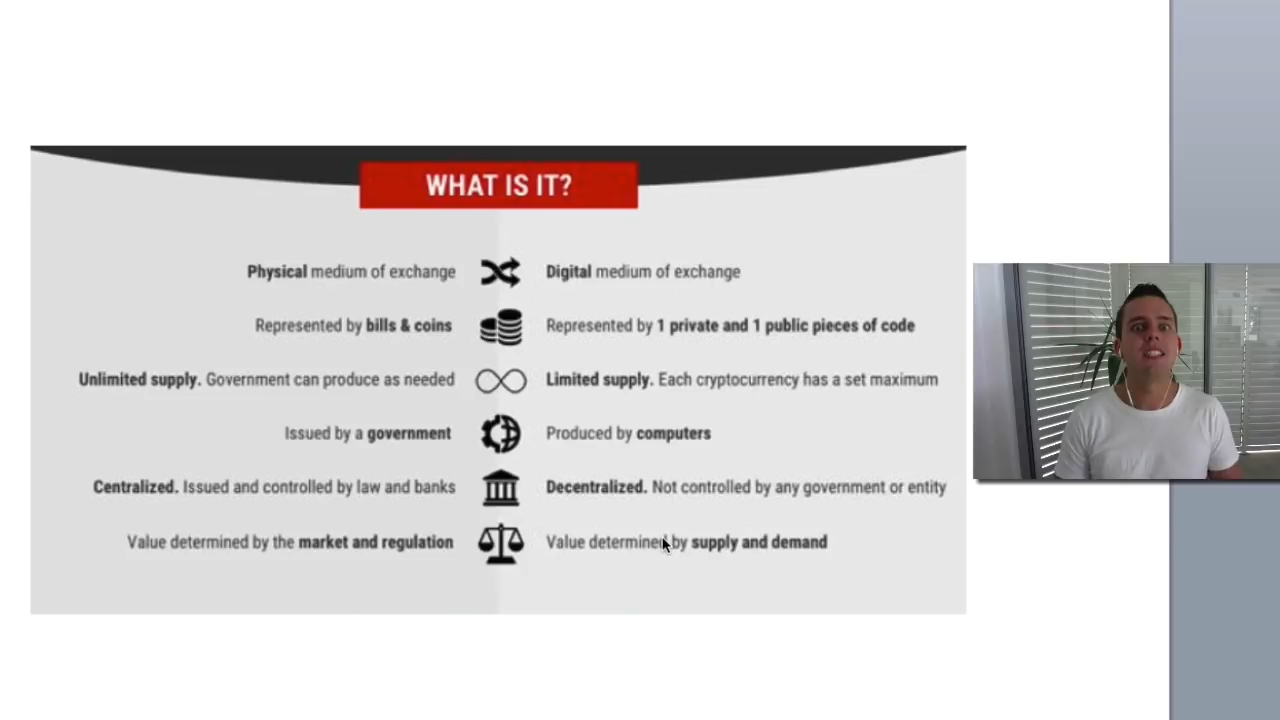 WHAT IS IT?
Physical medium of exchange
Digital medium of exchange
Represented by bills & coins
Represented by 1 private and 1 public pieces of code
Unlimited supply. Government can produce as needed
Limited supply. Each cryptocurrency has a set maximum
Issued by a government
Produced by computers
Centralized. Issued and controlled by law and banks
Decentralized. Not controlled by any government or entity
Value determined by the market and regulation
Value determined by supply and demand